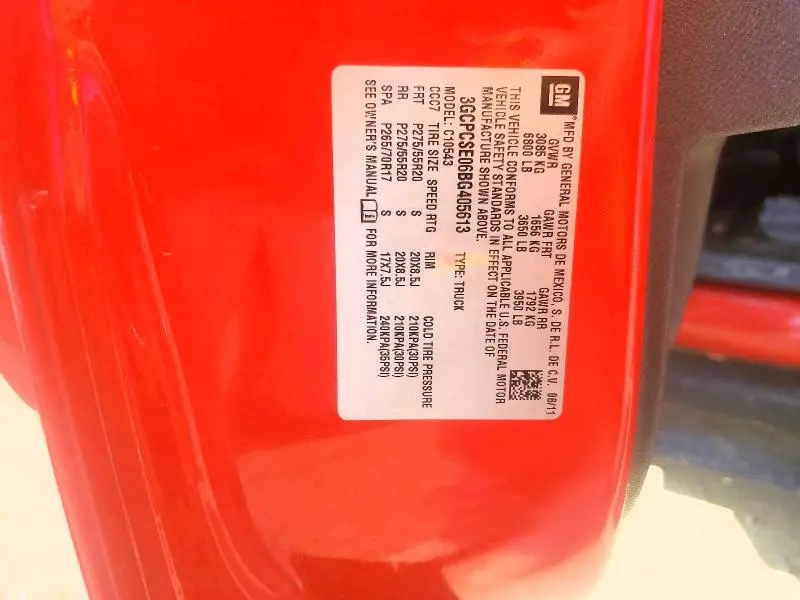 GM® MFD BY GENERAL MOTORS DE MEXICO, S. DE R.L. DE C.V. 08/11
GVWR GAWR FRT GAWR RR
3085 KG 1656 KG 1792 KG
6800 LB 3650 LB 3950 LB
THIS VEHICLE CONFORMS TO ALL APPLICABLE U.S. FEDERAL MOTOR
VEHICLE SAFETY STANDARDS IN EFFECT ON THE DATE OF
MANUFACTURE SHOWN ABOVE.
3GCPCSE06BG405613 TYPE: TRUCK
MODEL: C10543
CCC7 TIRE SIZE SPEED RTG RIM COLD TIRE PRESSURE
FRT P275/55R20 S 20X8.5J 210KPA(30PSI)
RR P275/55R20 S 20X8.5J 210KPA(30PSI)
SPA P265/70R17 S 17X7.5J 240KPA(35PSI)
SEE OWNER'S MANUAL FOR MORE INFORMATION.